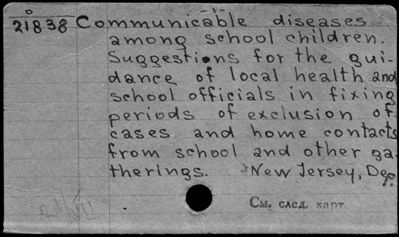 21838 Communicable diseases
among school children.
Suggestions for the gui-
dance of local health and
school officials in fixing
periods of exclusion of
cases and home contacts
from school and other ga-
therings. New Jersey, Dep.
См. след. карт.